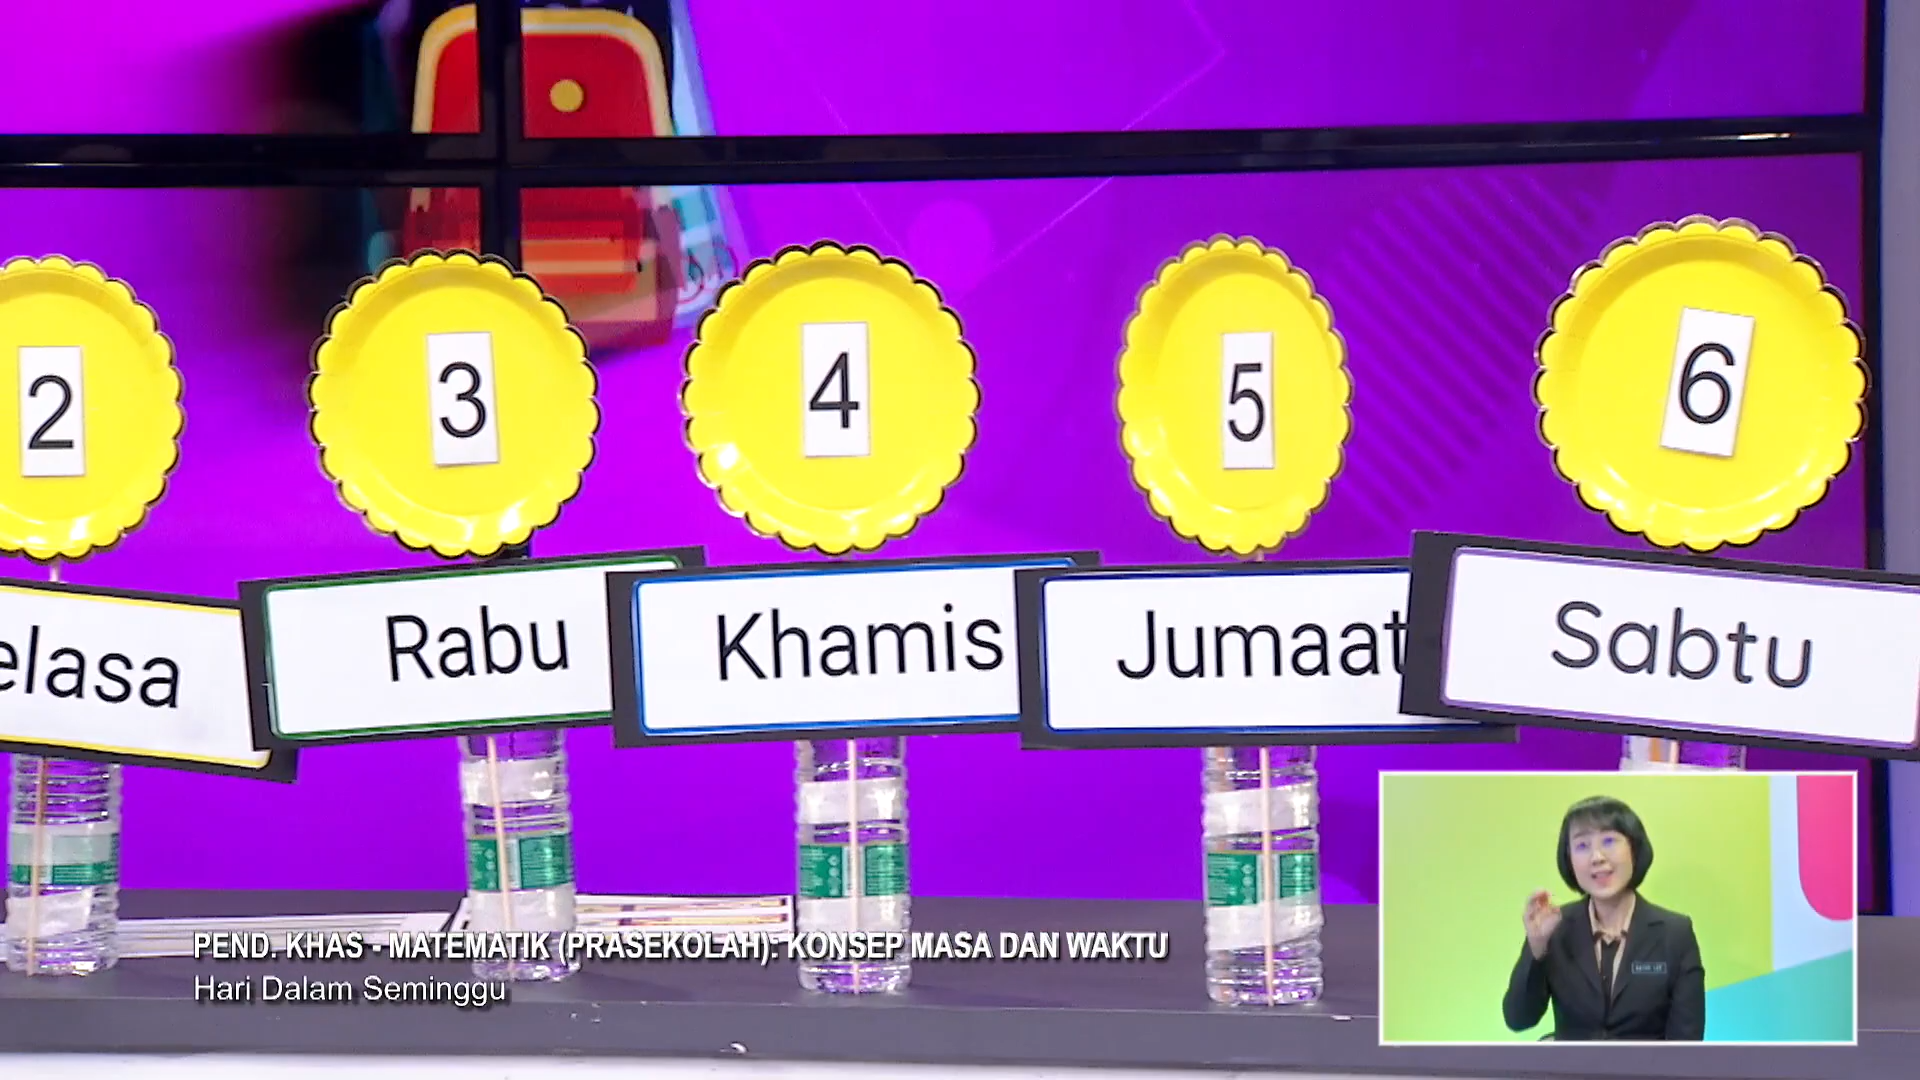 2
3
4
5
6
elasa
Rabu
Khamis
Jumaat
Sabtu
PEND. KHAS - MATEMATIK (PRASEKOLAH): KONSEP MASA DAN WAKTU
Hari Dalam Seminggu